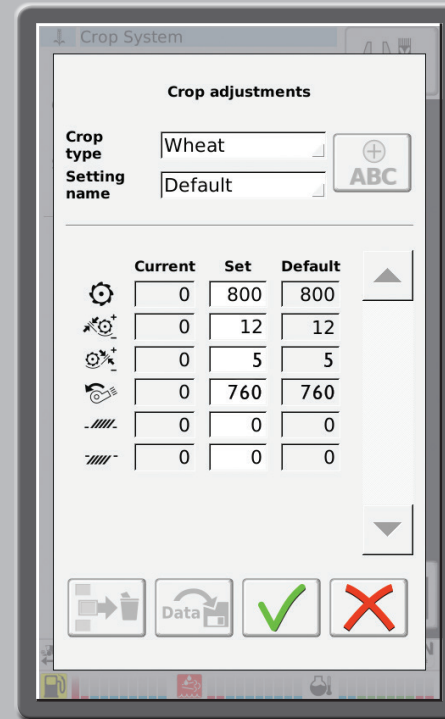 Crop System
Crop adjustments
Crop type
Wheat
Setting name
Default
ABC
Current Set Default
0 800 800
0 12 12
0 5 5
0 760 760
0 0 0
0 0 0
Data
N